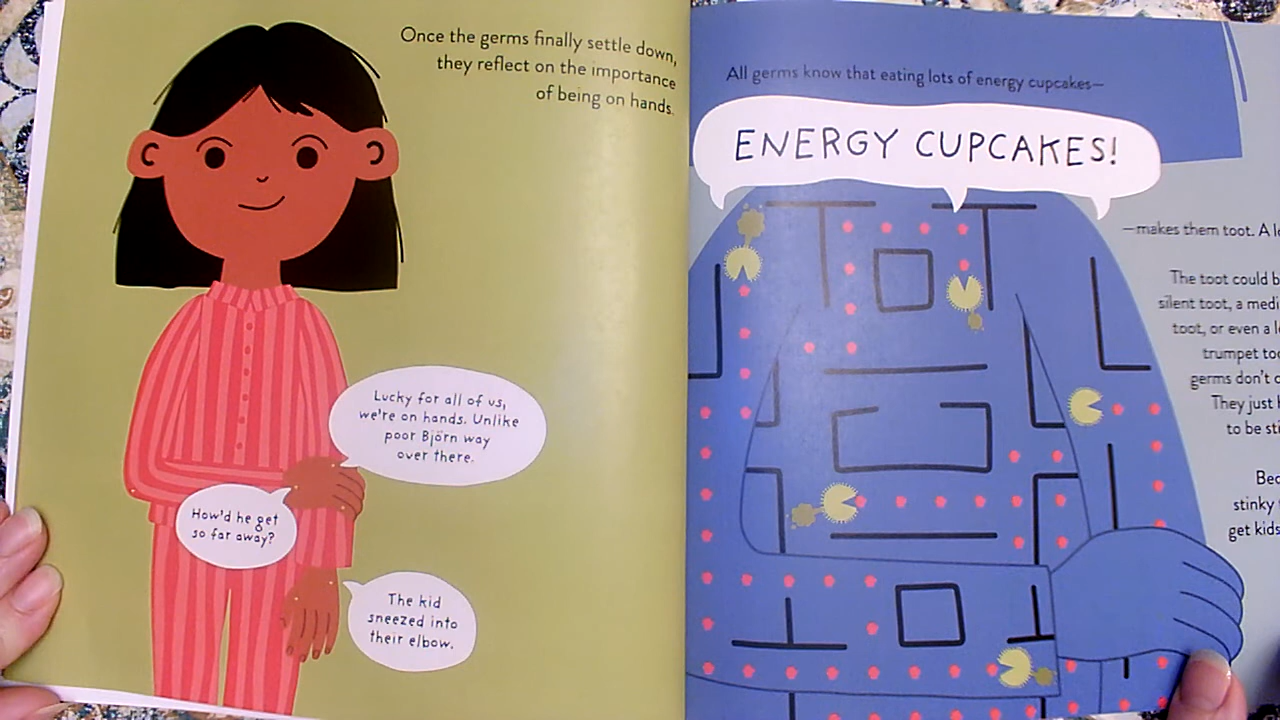 Once the germs finally settle down,
they reflect on the importance
of being on hands.
Lucky for all of us,
we're on hands. Unlike
poor Björn way
over there.
How'd he get
so far away?
The kid
sneezed into
their elbow.
All germs know that eating lots of energy cupcakes—
ENERGY CUPCAKES!
—makes them toot. A
The toot could
silent toot, a
toot, or even a
trumpet
germs don't
They just
to be
stinky
get kids